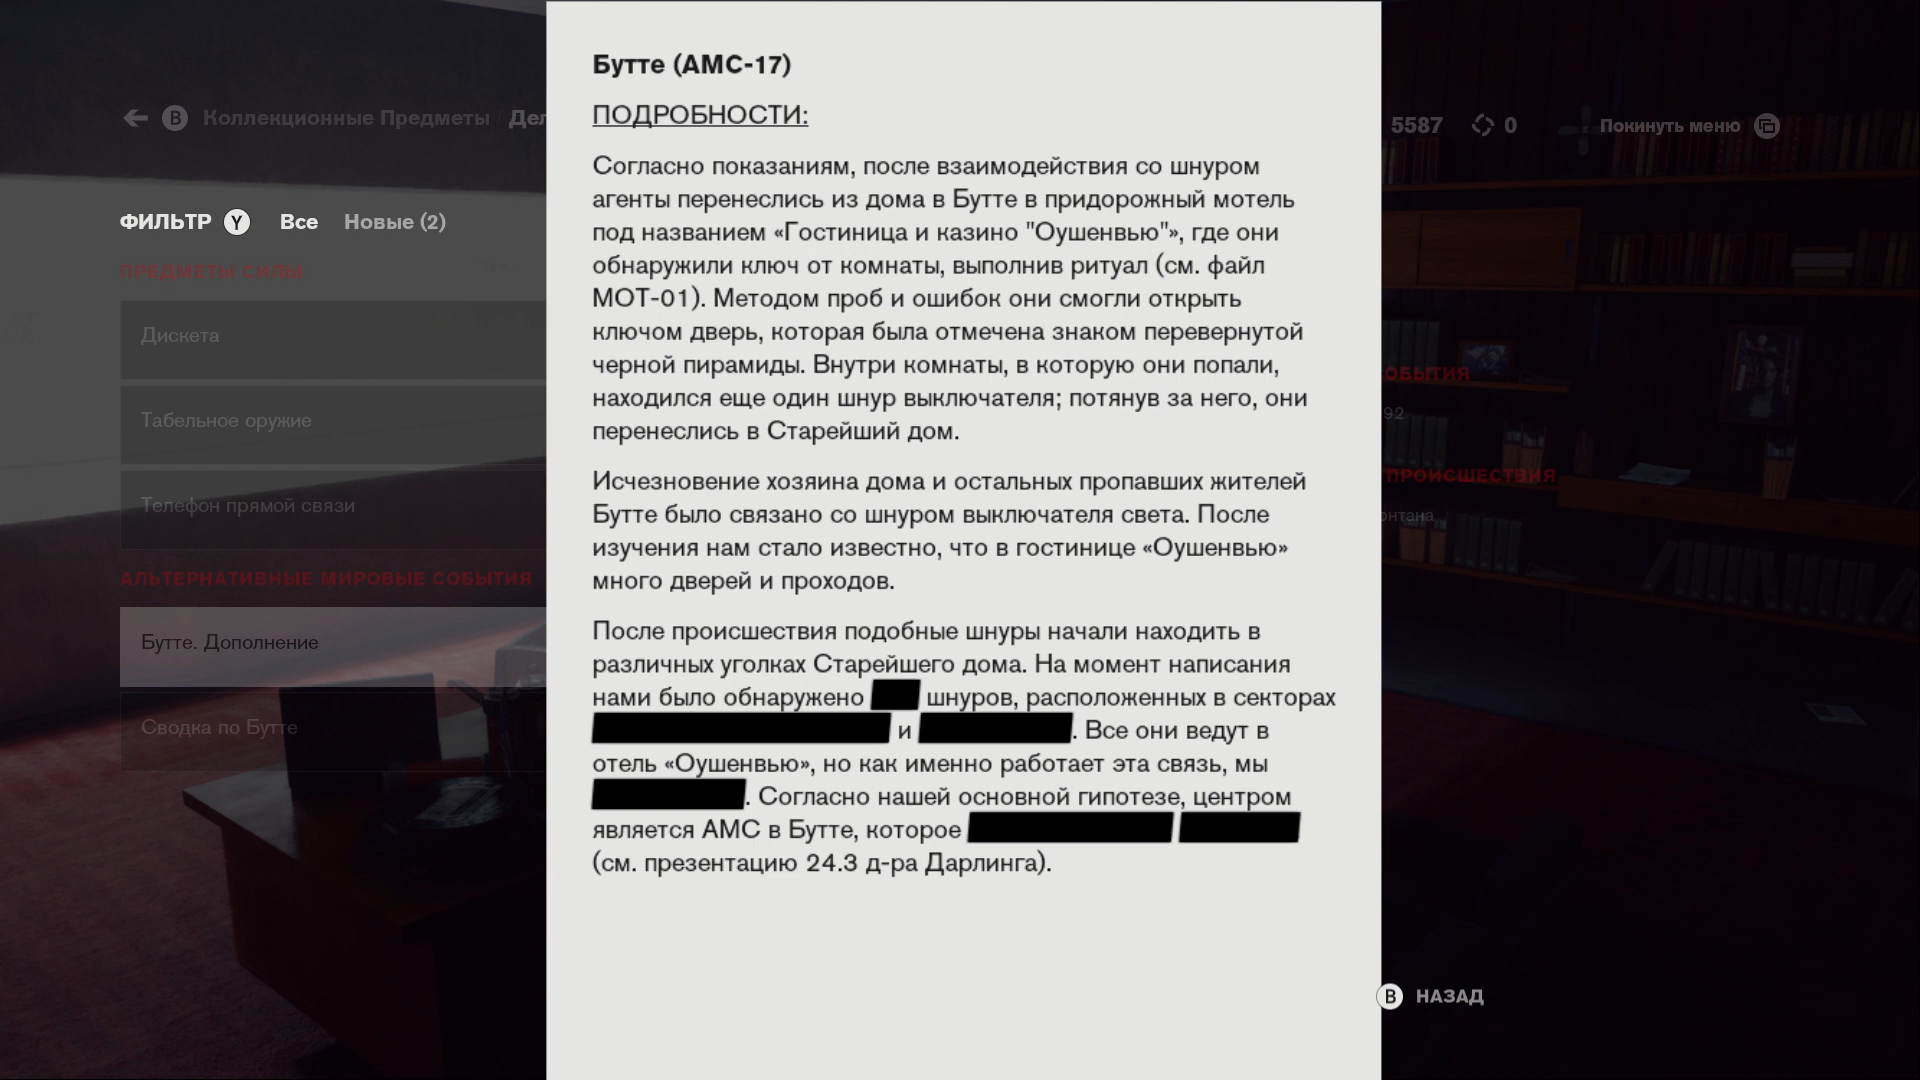 Бутте (АМС-17)
ПОДРОБНОСТИ:
Согласно показаниям, после взаимодействия со шнуром
агенты перенеслись из дома в Бутте в придорожный мотель
под названием «Гостиница и казино "Оушенвью"», где они
обнаружили ключ от комнаты, выполнив ритуал (см. файл
МОТ-01). Методом проб и ошибок они смогли открыть
ключом дверь, которая была отмечена знаком перевернутой
черной пирамиды. Внутри комнаты, в которую они попали,
находился еще один шнур выключателя; потянув за него, они
перенеслись в Старейший дом.
Исчезновение хозяина дома и остальных пропавших жителей
Бутте было связано со шнуром выключателя света. После
изучения нам стало известно, что в гостинице «Оушенвью»
много дверей и проходов.
После происшествия подобные шнуры начали находить в
различных уголках Старейшего дома. На момент написания
нами было обнаружено шнуров, расположенных в секторах
и . Все они ведут в
отель «Оушенвью», но как именно работает эта связь, мы
. Согласно нашей основной гипотезе, центром
является АМС в Бутте, которое
(см. презентацию 24.3 д-ра Дарлинга).
B Коллекционные Предметы / Дел
5587 0 Покинуть меню
ФИЛЬТР Y Все Новые (2)
ПРЕДМЕТЫ СИЛЫ
Дискета
Табельное оружие
Телефон прямой связи
АЛЬТЕРНАТИВНЫЕ МИРОВЫЕ СОБЫТИЯ
Бутте. Дополнение
Сводка по Бутте
ОБЫТИЯ
92
ПРОИСШЕСТВИЯ
онтана
B НАЗАД